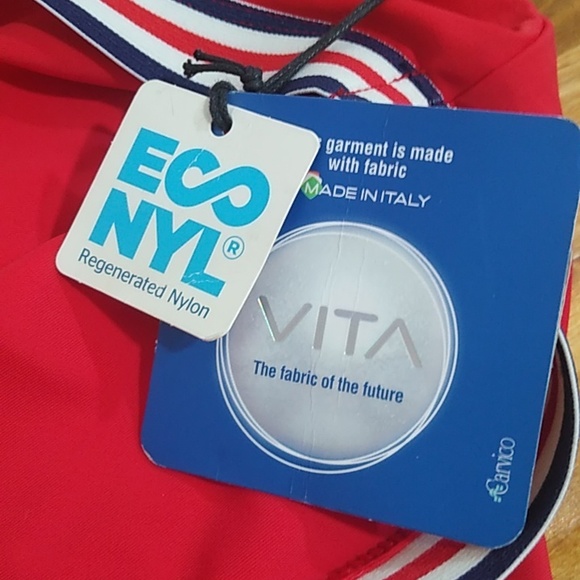 ECO
NYL®
Regenerated Nylon
garment is made
with fabric
MADE IN ITALY
VITA
The fabric of the future
Carvico